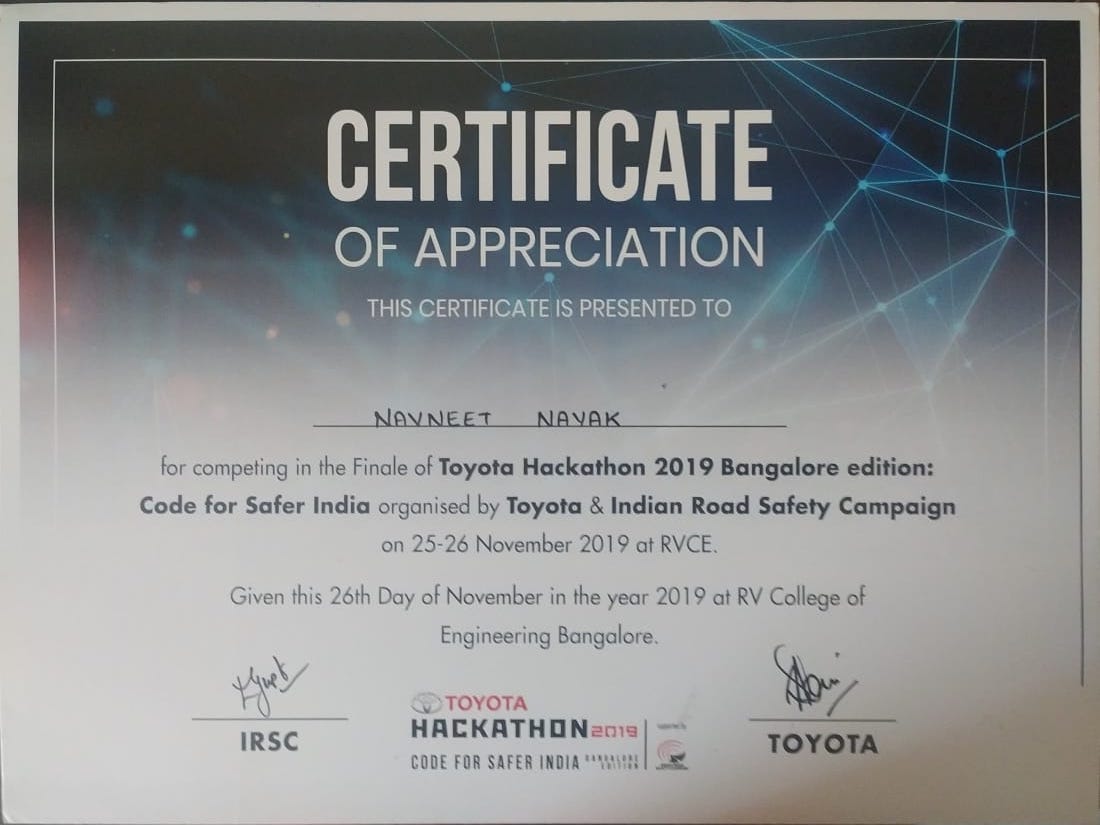 CERTIFICATE
OF APPRECIATION
THIS CERTIFICATE IS PRESENTED TO
NAVNEET NAYAK
for competing in the Finale of Toyota Hackathon 2019 Bangalore edition:
Code for Safer India organised by Toyota & Indian Road Safety Campaign
on 25-26 November 2019 at RVCE.
Given this 26th Day of November in the year 2019 at RV College of
Engineering Bangalore.
IRSC
TOYOTA
HACKATHON 2019
CODE FOR SAFER INDIA BANGALORE EDITION
TOYOTA